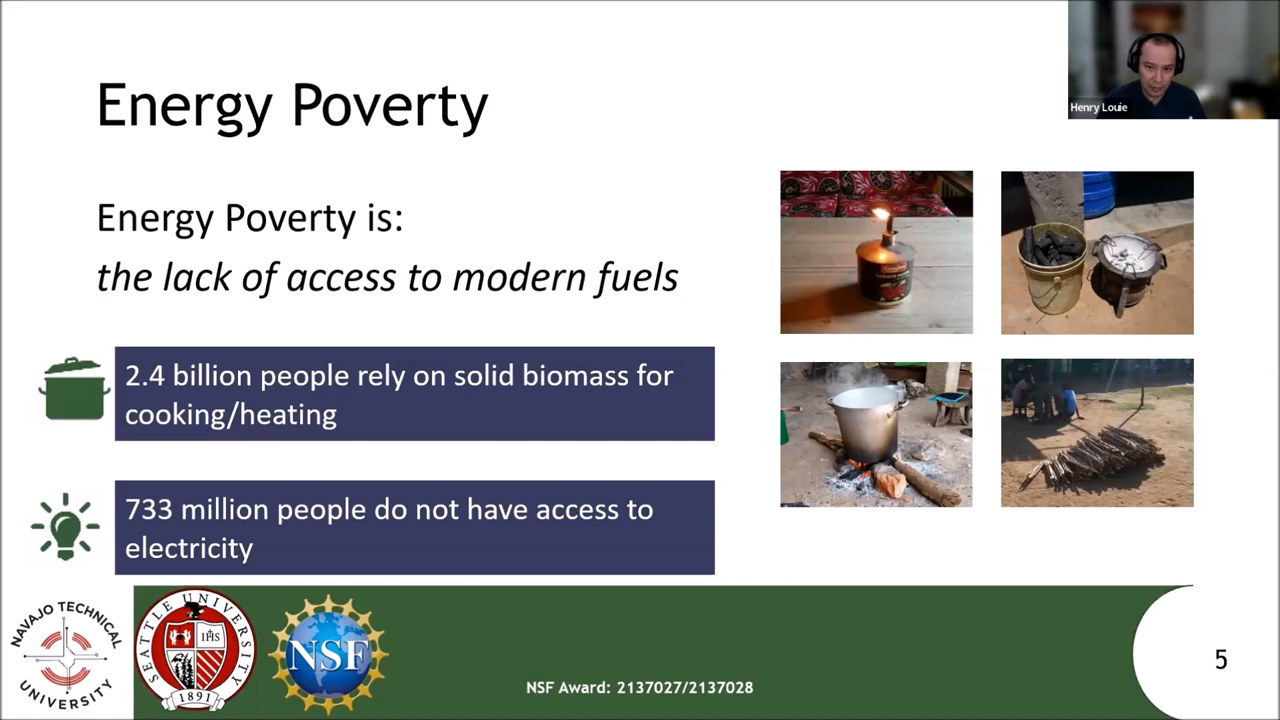 Energy Poverty
Henry Louie
Energy Poverty is:
the lack of access to modern fuels
2.4 billion people rely on solid biomass for
cooking/heating
733 million people do not have access to
electricity
NAVAJO TECHNICAL
UNIVERSITY
SEATTLE UNIVERSITY
IHS
1891
NSF
NSF Award: 2137027/2137028
5